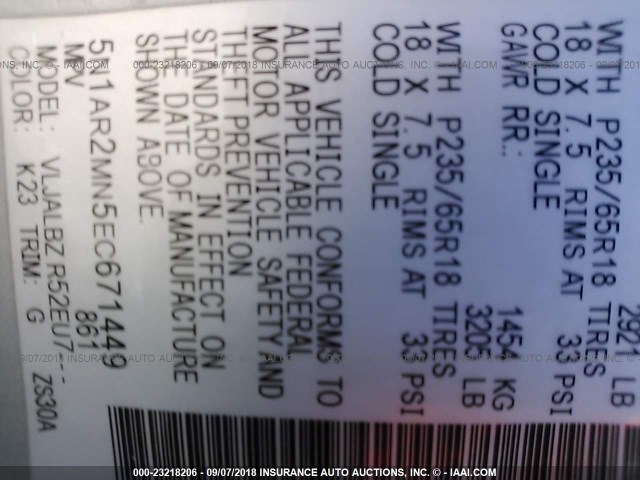 LB
WITH P235/65R18 TIRES
18 X 7.5 RIMS AT 33 PSI
COLD SINGLE
GAWR RR.: KG
LB
WITH P235/65R18 TIRES
18 X 7.5 RIMS AT 33 PSI
COLD SINGLE
THIS VEHICLE CONFORMS TO
ALL APPLICABLE FEDERAL
MOTOR VEHICLE SAFETY AND
THEFT PREVENTION
STANDARDS IN EFFECT ON
THE DATE OF MANUFACTURE
SHOWN ABOVE.
5N1AR2MN5EC671449
MPV 861
MODEL: VLJALBZ R52EU7---
COLOR: K23 TRIM: G ZS30A
000-23218206 - 09/07/2018 INSURANCE AUTO AUCTIONS, INC. © - IAAI.COM